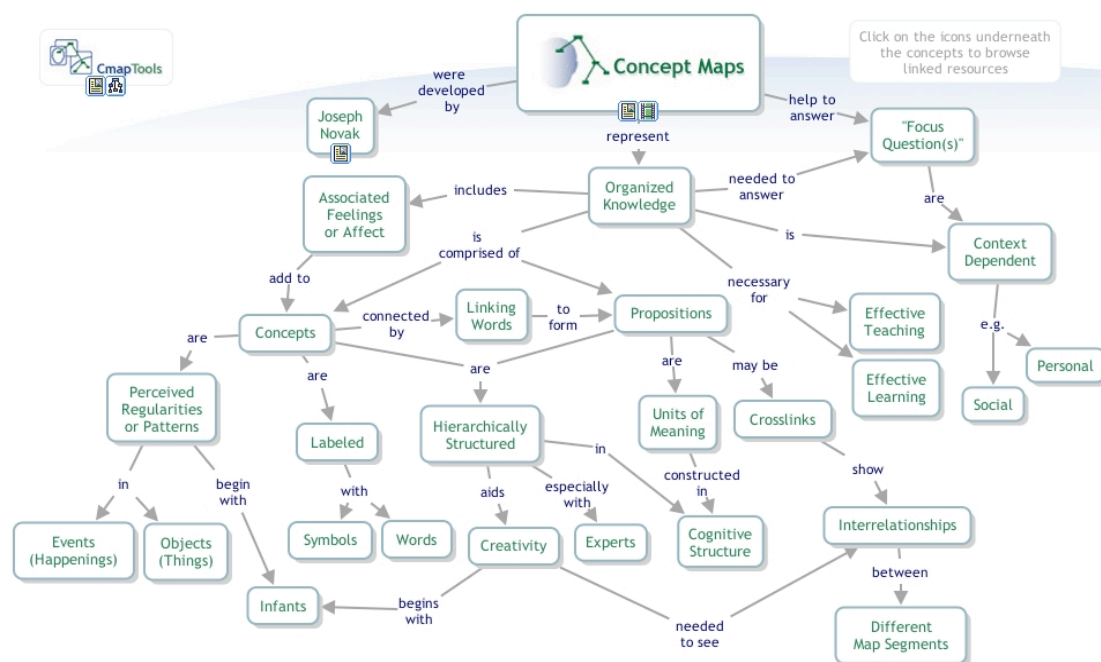 CmapTools
Concept Maps
Click on the icons underneath
the concepts to browse
linked resources
were
developed
by
help to
answer
Joseph
Novak
represent
"Focus
Question(s)"
Associated
Feelings
or Affect
includes
Organized
Knowledge
needed to
answer
are
is
comprised of
is
Context
Dependent
add to
necessary
for
Concepts
connected
by
Linking
Words
to
form
Propositions
Effective
Teaching
e.g.
are
are
are
are
may be
Personal
Perceived
Regularities
or Patterns
Effective
Learning
Social
Labeled
Hierarchically
Structured
Units of
Meaning
Crosslinks
in
begin
with
with
aids
especially
with
in
constructed
in
show
Events
(Happenings)
Objects
(Things)
Symbols
Words
Creativity
Experts
Cognitive
Structure
Interrelationships
Infants
begins
with
needed
to see
between
Different
Map Segments